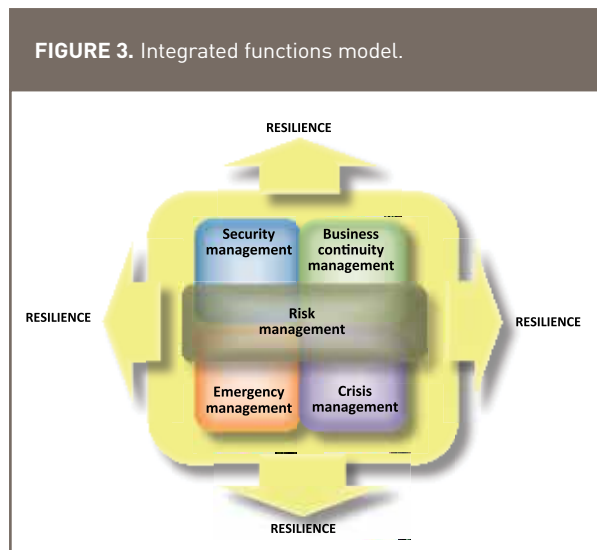 FIGURE 3. Integrated functions model.
RESILIENCE
Security
management
Business
continuity
management
Risk
management
RESILIENCE
RESILIENCE
Emergency
management
Crisis
management
RESILIENCE